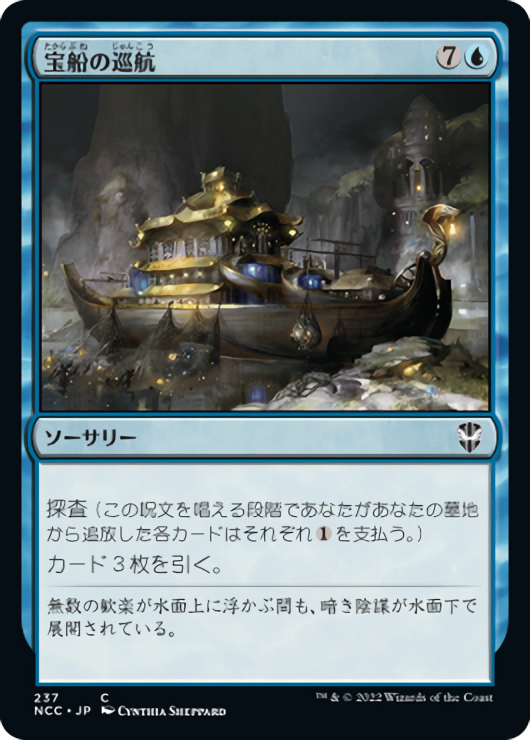 たからぶね じゅんこう
宝船の巡航 7
ソーサリー
探査(この呪文を唱える段階であなたがあなたの墓地
から追放した各カードはそれぞれ1を支払う。)
カード3枚を引く。
無数の歓楽が水面上に浮かぶ間も、暗き陰謀が水面下で
展開されている。
237 C
NCC・JP CYNTHIA SHEPPARD
™ & © 2022 Wizards of the Coast